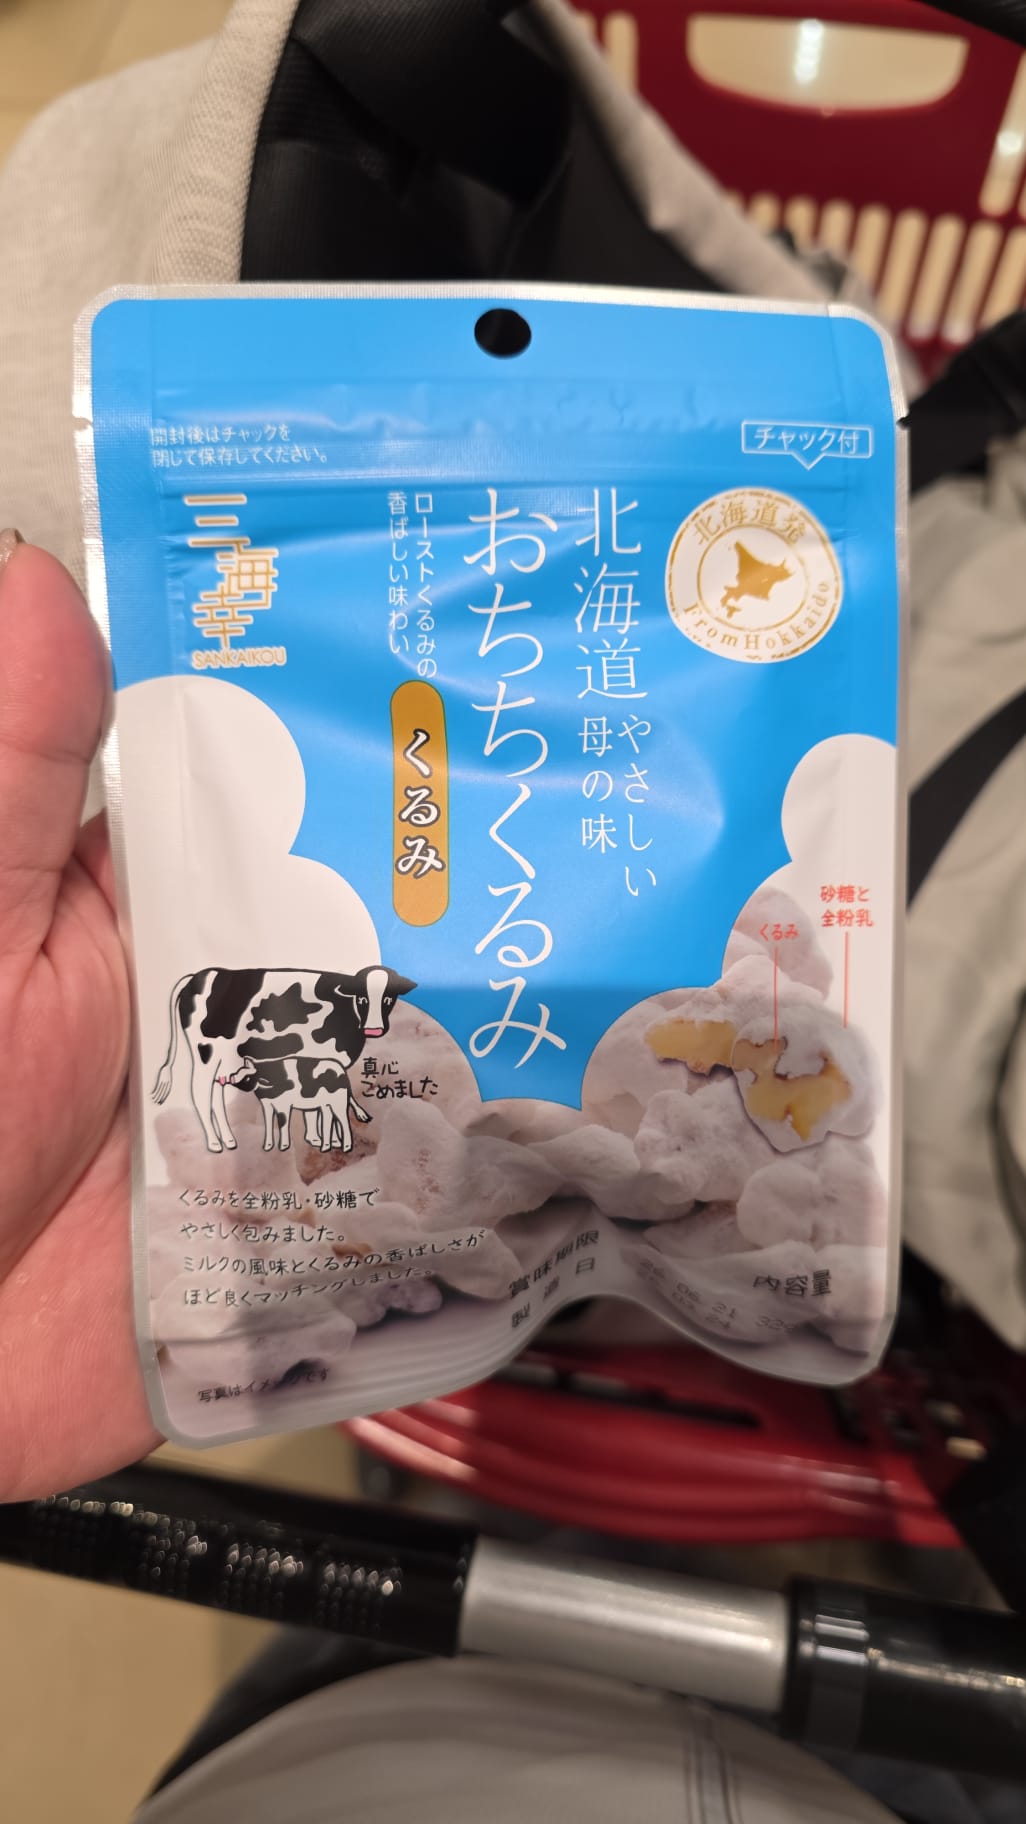 開封後はチャックを
閉じて保存してください。
チャック付
三海幸
SANKAIKOU
北海道発
From Hokkaido
北海道
やさしい
母の味
おちちくるみ
ローストくるみの
香ばしい味わい
くるみ
砂糖と
全粉乳
くるみ
真心
こめました
くるみを全粉乳・砂糖で
やさしく包みました。
ミルクの風味とくるみの香ばしさが
ほど良くマッチングしました。
賞味期限 26.06.21
製造日
内容量
写真はイメージです